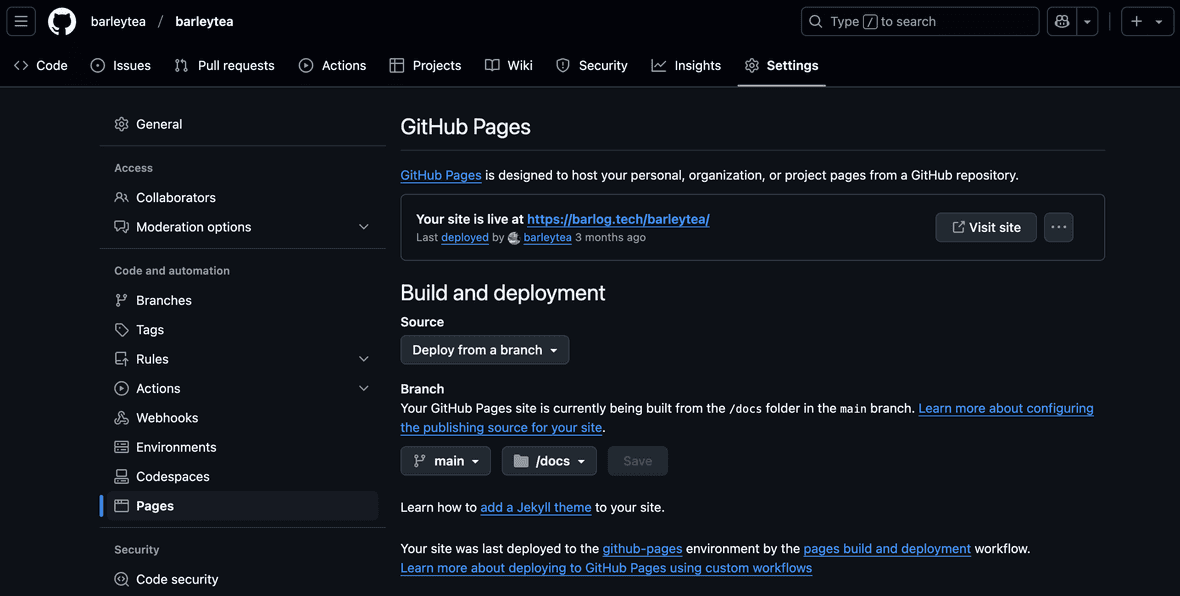 barleytea / barleytea
Type / to search
Code Issues Pull requests Actions Projects Wiki Security Insights Settings
General
Access
Collaborators
Moderation options
Code and automation
Branches
Tags
Rules
Actions
Webhooks
Environments
Codespaces
Pages
Security
Code security
GitHub Pages
GitHub Pages is designed to host your personal, organization, or project pages from a GitHub repository.
Your site is live at https://barlog.tech/barleytea/
Last deployed by barleytea 3 months ago
Visit site
Build and deployment
Source
Deploy from a branch
Branch
Your GitHub Pages site is currently being built from the /docs folder in the main branch. Learn more about configuring
the publishing source for your site.
main /docs Save
Learn how to add a Jekyll theme to your site.
Your site was last deployed to the github-pages environment by the pages build and deployment workflow.
Learn more about deploying to GitHub Pages using custom workflows